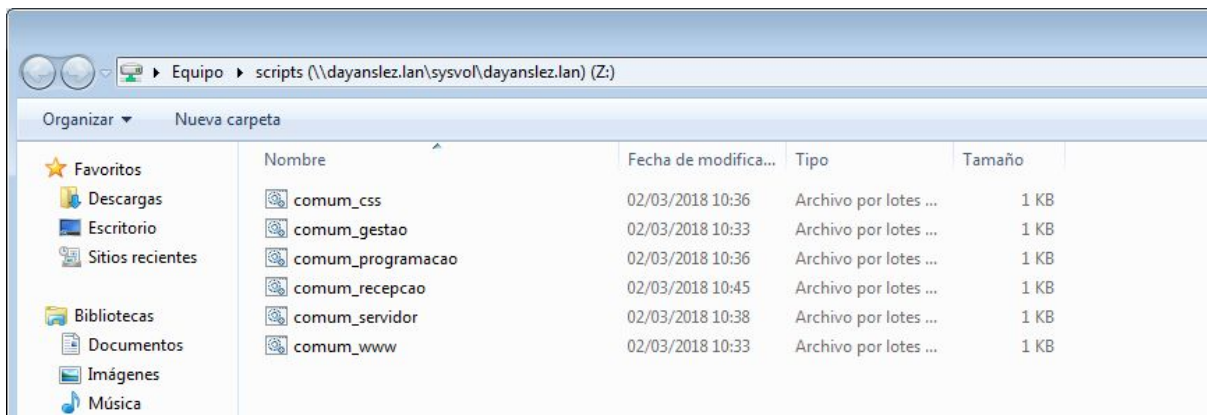 Equipo scripts (\\dayanslez.lan\sysvol\dayanslez.lan) (Z:)
Organizar Nueva carpeta
Favoritos
Descargas
Escritorio
Sitios recientes
Bibliotecas
Documentos
Imágenes
Música
Nombre Fecha de modifica... Tipo Tamaño
comum_css 02/03/2018 10:36 Archivo por lotes ... 1 KB
comum_gestao 02/03/2018 10:33 Archivo por lotes ... 1 KB
comum_programacao 02/03/2018 10:36 Archivo por lotes ... 1 KB
comum_recepcao 02/03/2018 10:45 Archivo por lotes ... 1 KB
comum_servidor 02/03/2018 10:38 Archivo por lotes ... 1 KB
comum_www 02/03/2018 10:33 Archivo por lotes ... 1 KB